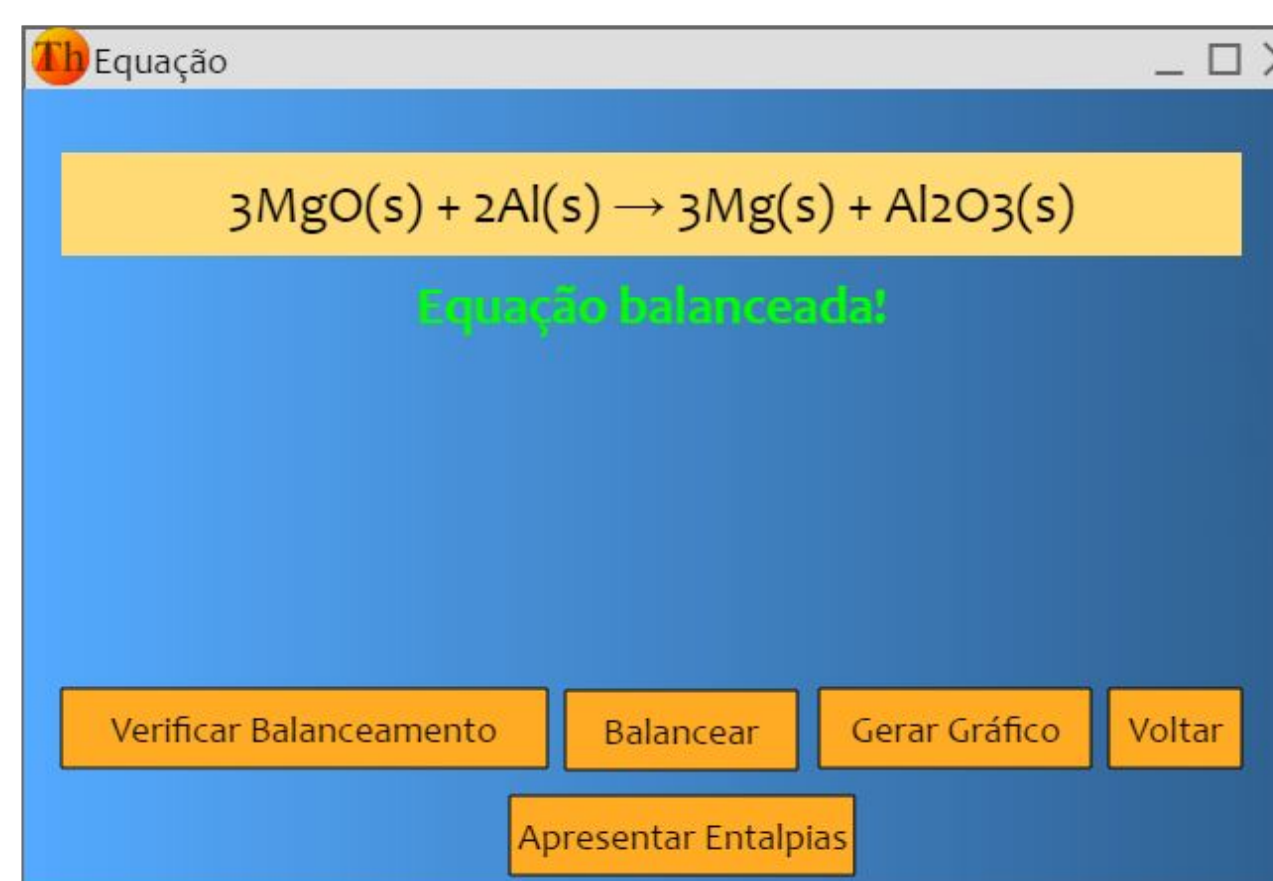 Th Equação
3MgO(s) + 2Al(s) → 3Mg(s) + Al2O3(s)
Equação balanceada!
Verificar Balanceamento Balancear Gerar Gráfico Voltar
Apresentar Entalpias